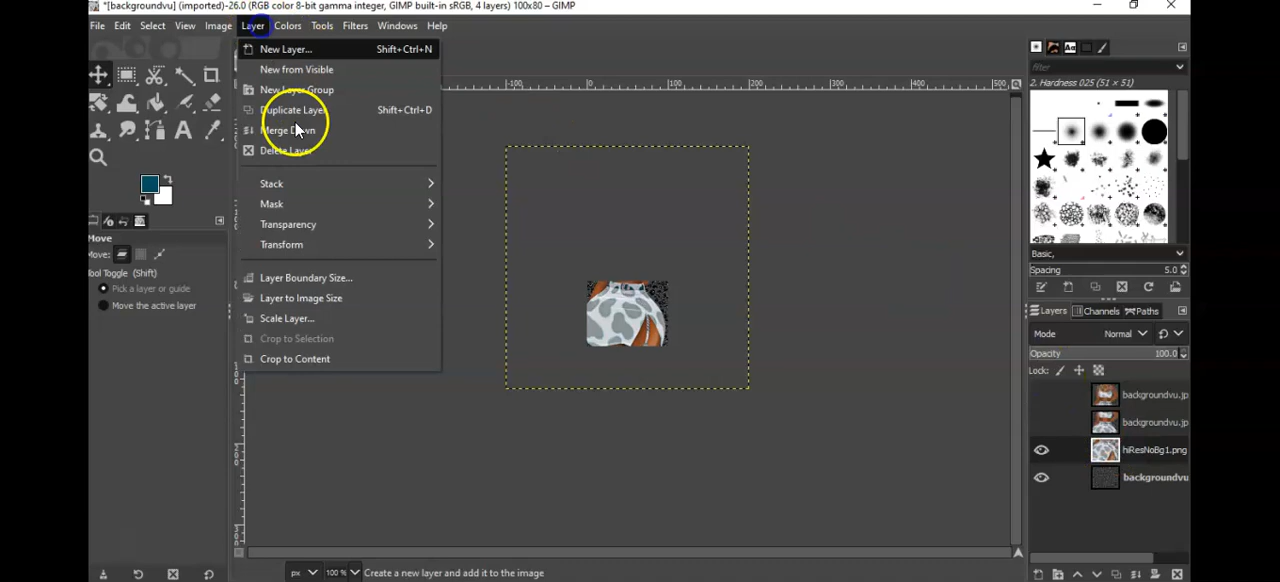 *[backgroundvu] (imported)-26.0 (RGB color 8-bit gamma integer, GIMP built-in sRGB, 4 layers) 100x80 – GIMP
File Edit Select View Image Layer Colors Tools Filters Windows Help
New Layer... Shift+Ctrl+N
New from Visible
New Layer Group
Duplicate Layer Shift+Ctrl+D
Merge Down
Delete Layer
Stack
Mask
Transparency
Transform
Layer Boundary Size...
Layer to Image Size
Scale Layer...
Crop to Selection
Crop to Content
Move
Move:
ool Toggle (Shift)
Pick a layer or guide
Move the active layer
-100 0 100 200 300 400 500
filter
2. Hardness 025 (51 × 51)
Basic,
Spacing 5.0
Layers Channels Paths
Mode Normal
Opacity 100.0
Lock:
backgroundvu.jp
backgroundvu.jp
hiResNoBg1.png
backgroundvu
px 100 % Create a new layer and add it to the image